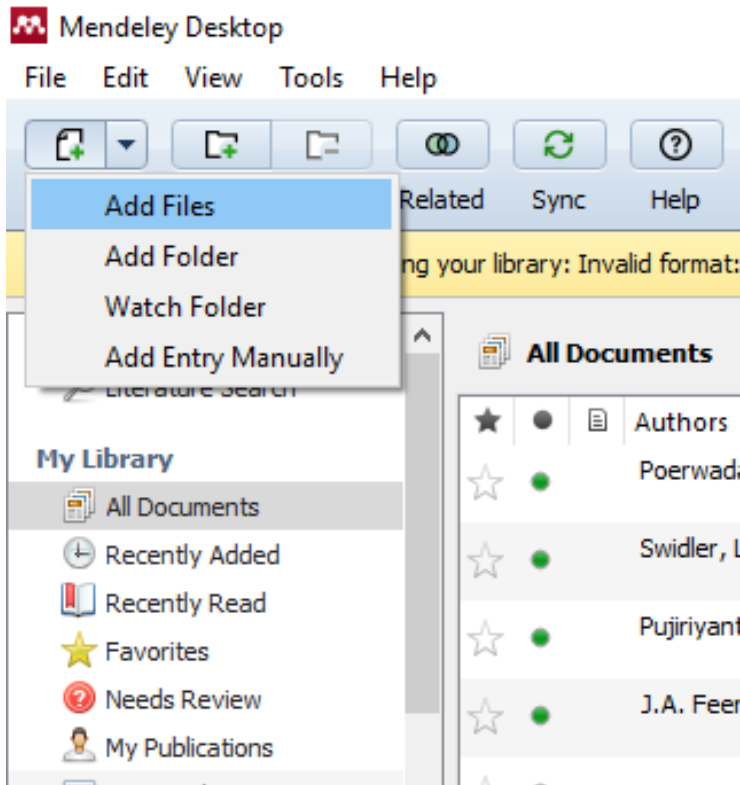 Mendeley Desktop
File Edit View Tools Help
Related Sync Help
Add Files
Add Folder
Watch Folder
Add Entry Manually
ng your library: Invalid format:
Literature Search
My Library
All Documents
Recently Added
Recently Read
Favorites
Needs Review
My Publications
All Documents
Authors
Poerwada
Swidler, L
Pujiriyant
J.A. Feer